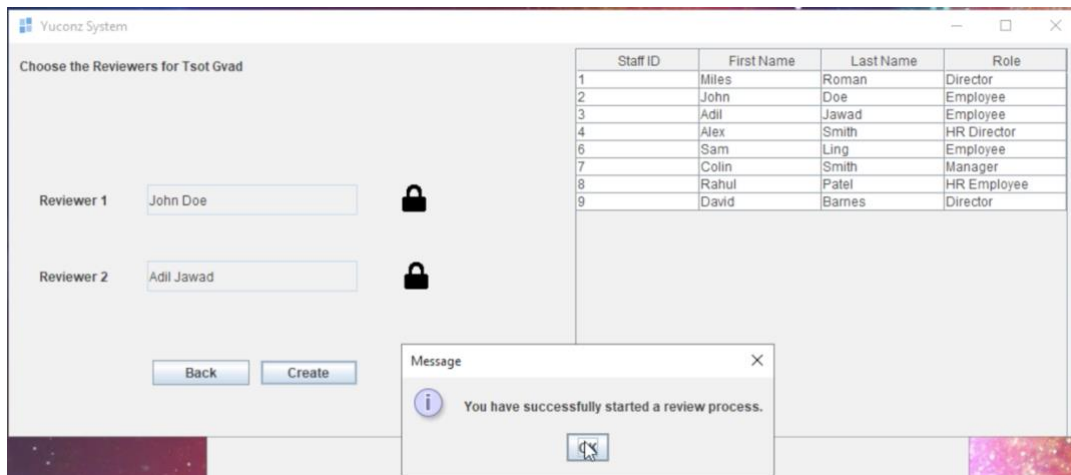 Yuconz System
Choose the Reviewers for Tsot Gvad
Reviewer 1 John Doe
Reviewer 2 Adil Jawad
Back Create
Staff ID First Name Last Name Role
1 Miles Roman Director
2 John Doe Employee
3 Adil Jawad Employee
4 Alex Smith HR Director
6 Sam Ling Employee
7 Colin Smith Manager
8 Rahul Patel HR Employee
9 David Barnes Director
Message
You have successfully started a review process.